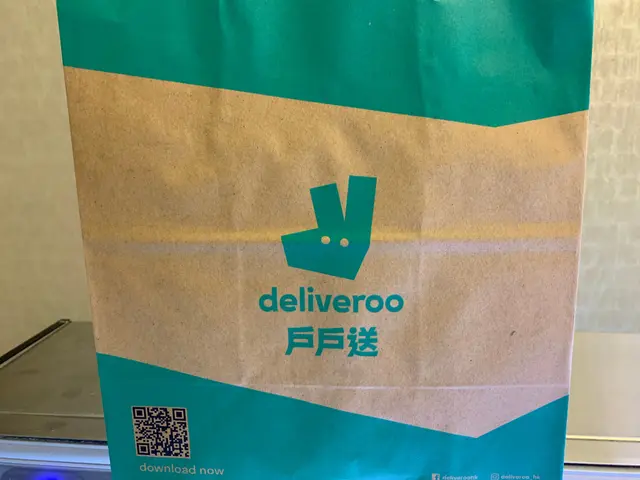 deliveroo
戶戶送
download now
deliveroohk
deliveroo_hk